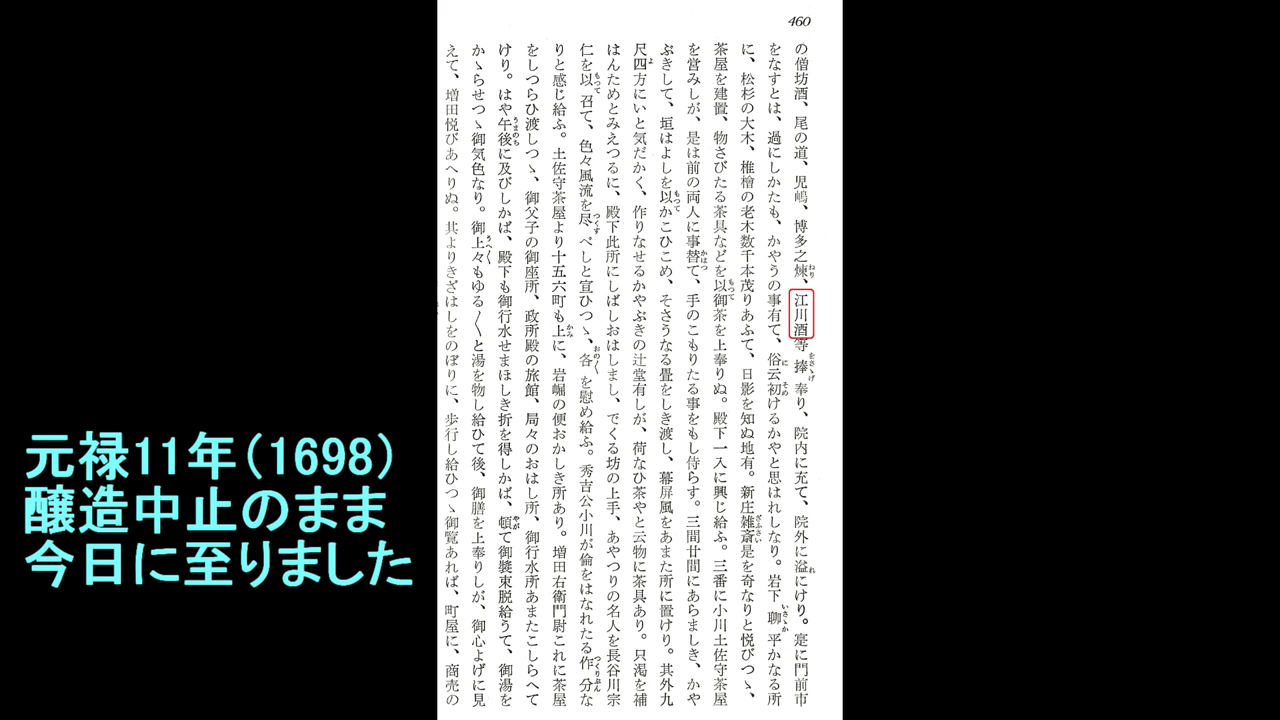 460
の僧坊酒、尾の道、児嶋、博多之煉、江川酒等捧奉り、院内に充て、院外に溢にけり。寔に門前市
をなすとは、過にしかたも、かやうの事有て、俗云初けるかやと思はれしなり。岩下聊平かなる所
に、松杉の大木、椎檜の老木数千本茂りあふて、日影を知ぬ地有。新庄雑斎是を奇なりと悦びつゝ、
茶屋を建置、物さびたる茶具などを以御茶を上奉りぬ。殿下一入に興じ給ふ。三番に小川土佐守茶屋
を営みしが、是は前の両人に事替て、手のこもりたる事をもし侍らす。三間廿間にあらましき、かや
ぶきして、垣はよしを以かこひこめ、そさうなる畳をしき渡し、幕屏風をあまた所に置けり。其外九
尺四方にいと気だかく、作りなせるかやぶきの辻堂有しが、荷なひ茶やと云物に茶具あり。只渇を補
はんためとみえつるに、殿下此所にしばしおはしまし、でくる坊の上手、あやつりの名人を長谷川宗
仁を以召て、色々風流を尽べしと宣ひつゝ、各を慰め給ふ。秀吉公小川が倫をはなれたる作分な
りと感じ給ふ。土佐守茶屋より十五六町も上に、岩崛の便おかしき所あり。増田右衛門尉これに茶屋
をしつらひ渡しつゝ、御父子の御座所、政所殿の旅館、局々のおはし所、御行水所あまたこしらへて
けり。はや午後に及びしかば、殿下も御行水せまほしき折を得しかば、頓て御奬束脱給うて、御湯を
かゝらせつゝ御気色なり。御上々もゆる〱と湯を物し給ひて後、御膳を上奉りしが、御心よげに見
えて、増田悦びあへりぬ。其よりきざはしをのぼりに、歩行し給ひつゝ御覧あれば、町屋に、商売の
元禄11年（1698）
醸造中止のまま
今日に至りました